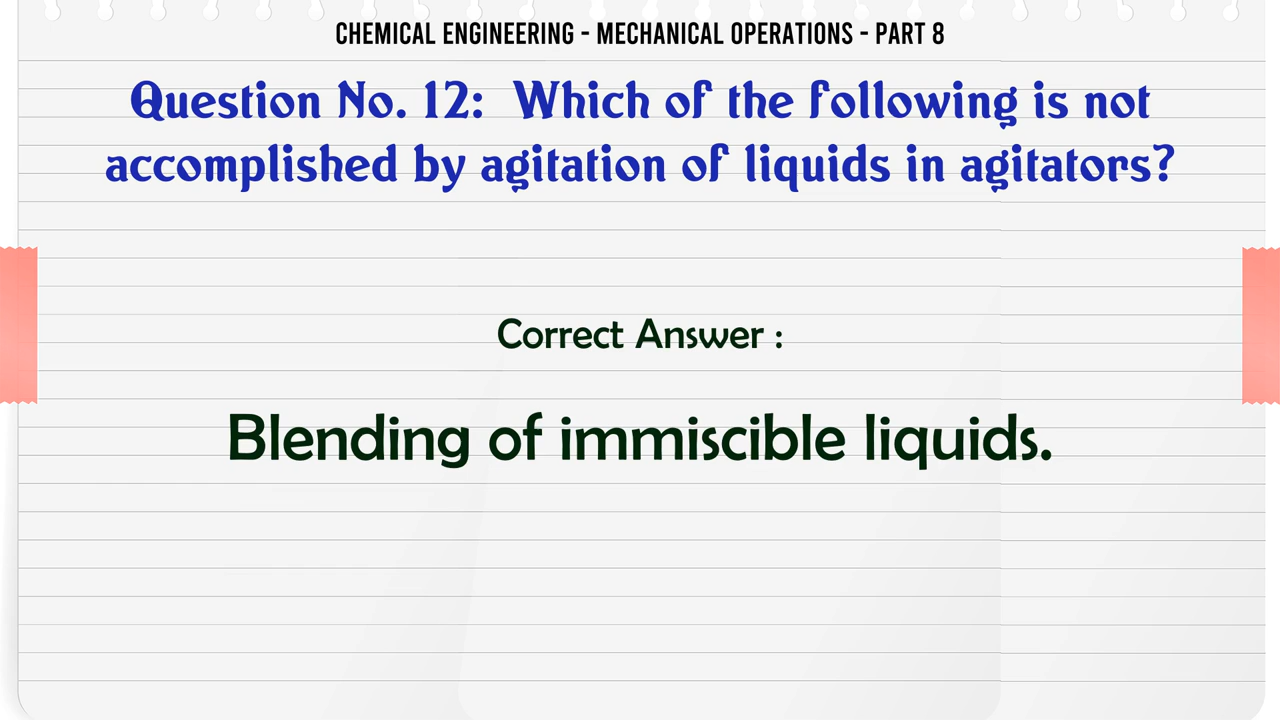 CHEMICAL ENGINEERING - MECHANICAL OPERATIONS - PART 8
Question No. 12: Which of the following is not
accomplished by agitation of liquids in agitators?
Correct Answer :
Blending of immiscible liquids.